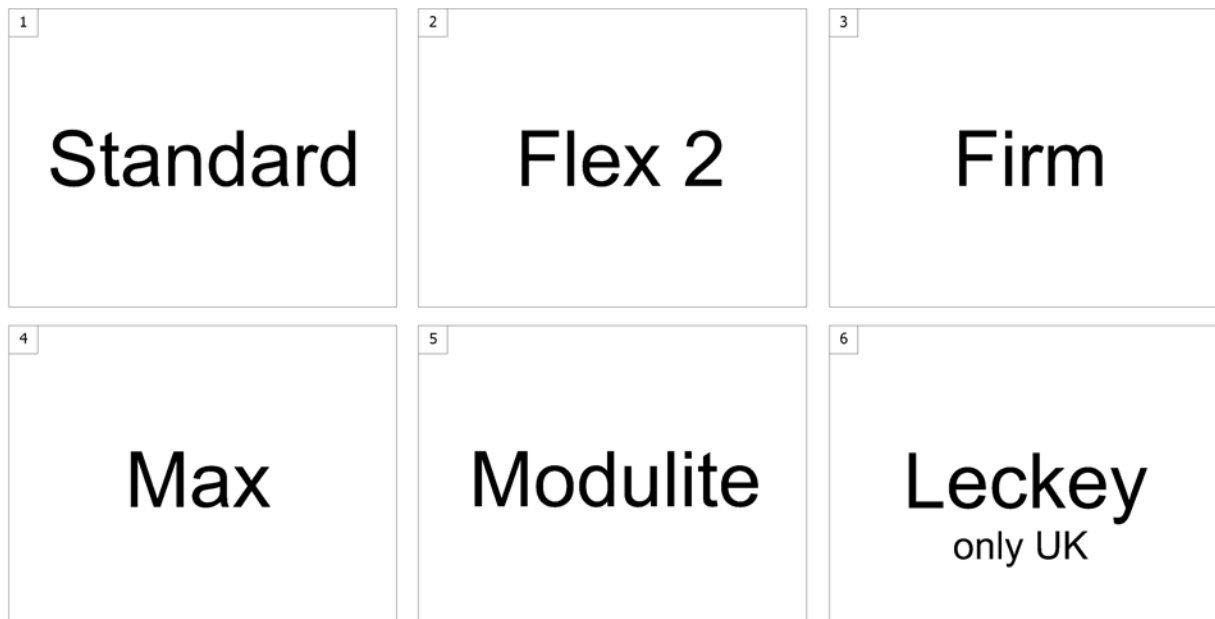 1
Standard
2
Flex 2
3
Firm
4
Max
5
Modulite
6
Leckey
only UK